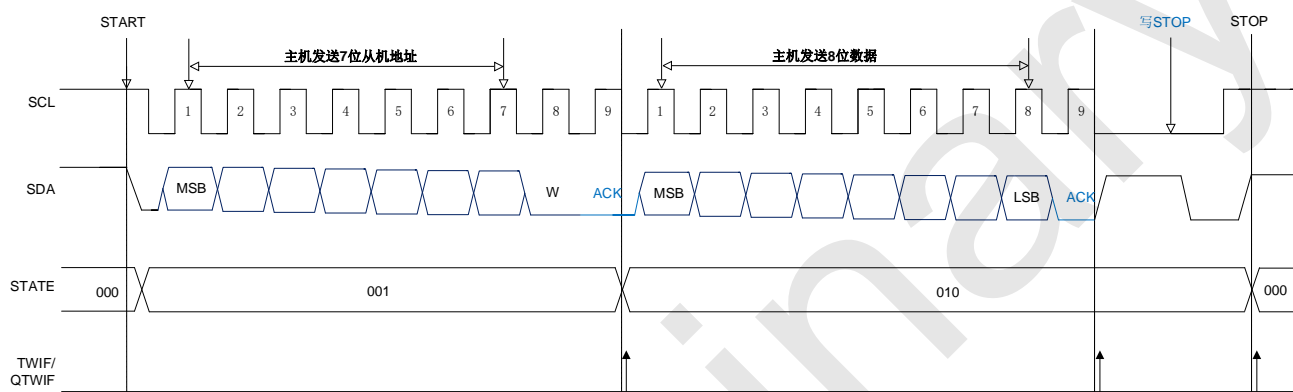 START 写STOP STOP
主机发送7位从机地址 主机发送8位数据
SCL 1 2 3 4 5 6 7 8 9 1 2 3 4 5 6 7 8 9
SDA MSB W ACK MSB LSB ACK
STATE 000 001 010 000
TWIF/
QTWIF